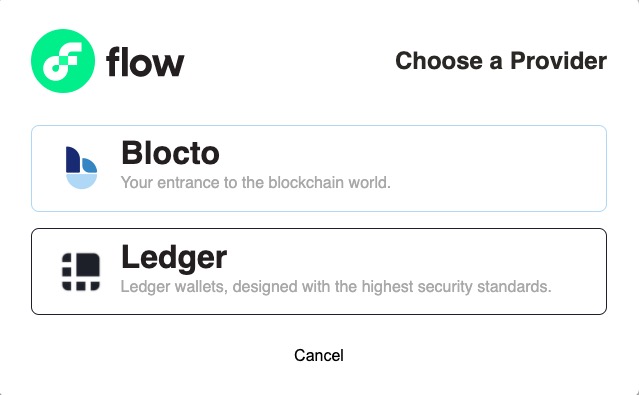 flow
Choose a Provider
Blocto
Your entrance to the blockchain world.
Ledger
Ledger wallets, designed with the highest security standards.
Cancel